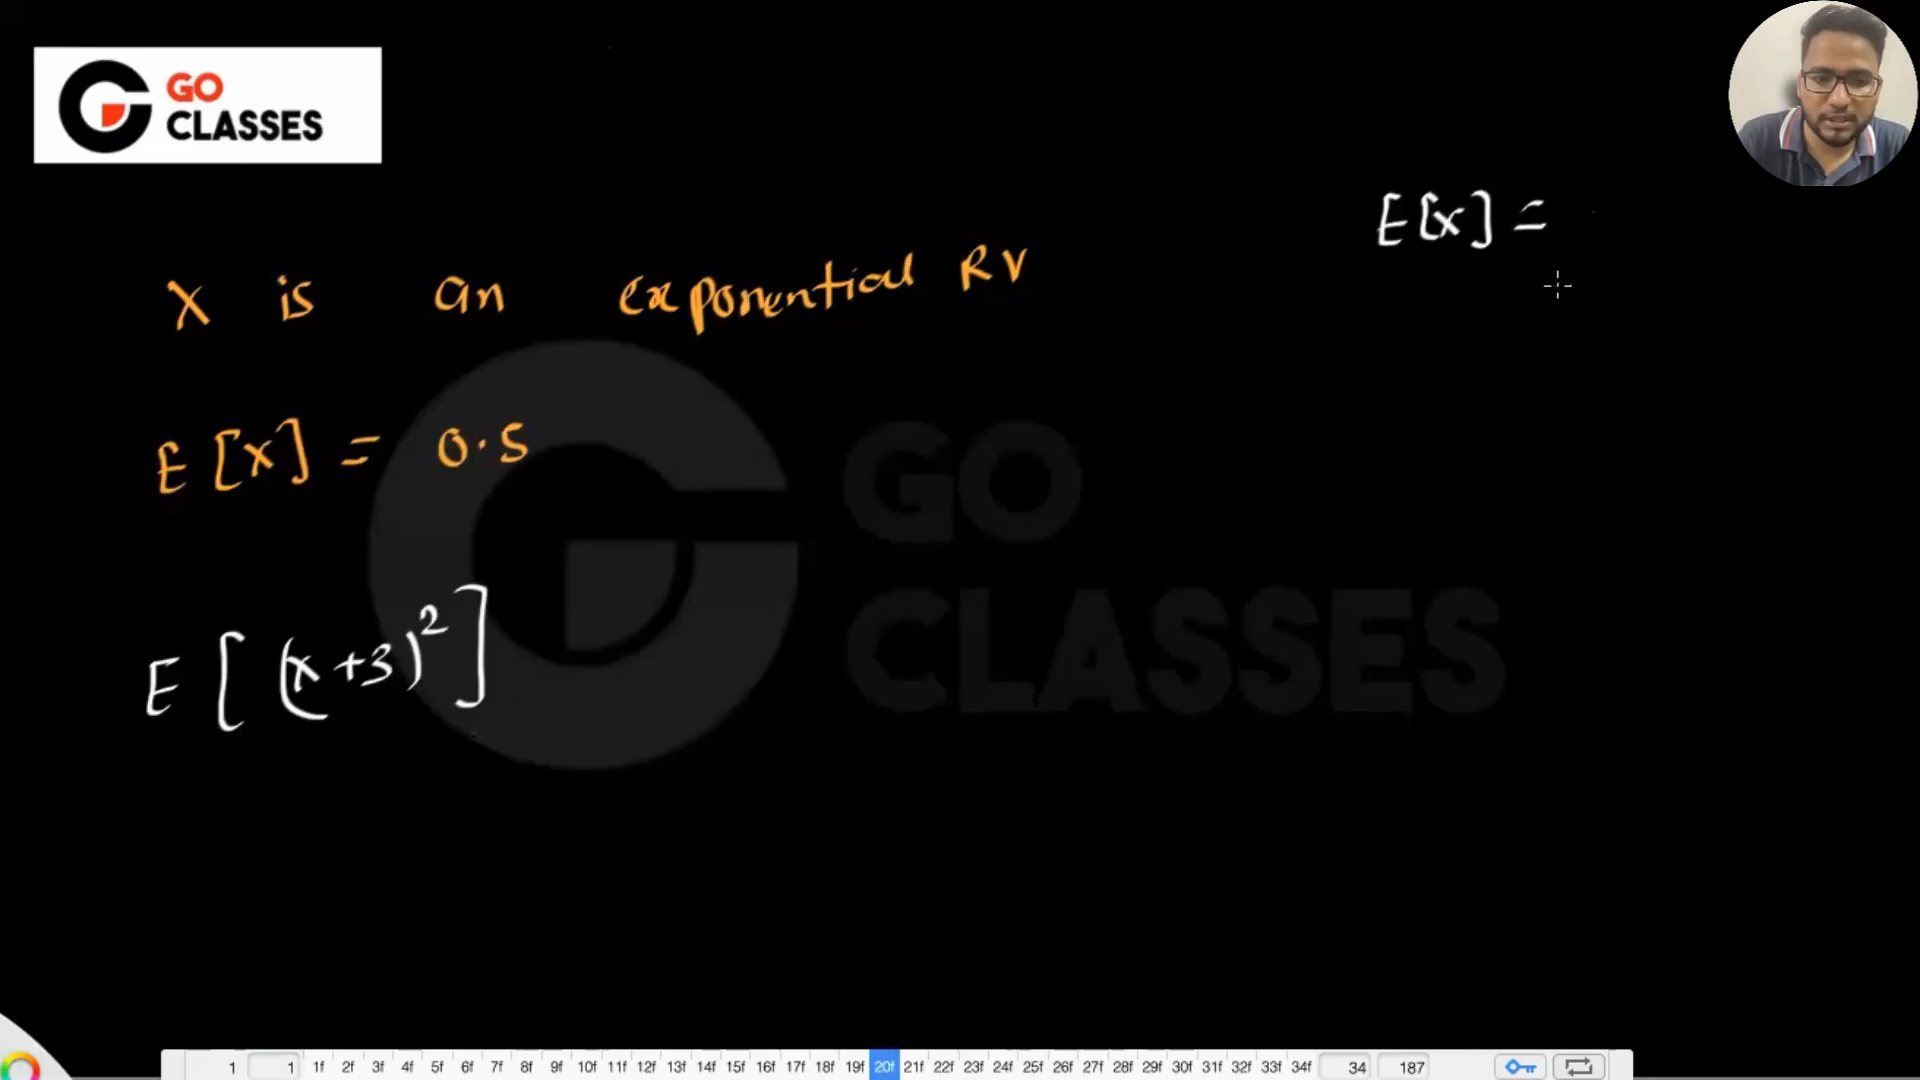 GO
CLASSES
E[x] =
X is an exponential RV
E[x] = 0.5
GO
CLASSES
E[(x+3)²]
1 1 1f 2f 3f 4f 5f 6f 7f 8f 9f 10f 11f 12f 13f 14f 15f 16f 17f 18f 19f 20f 21f 22f 23f 24f 25f 26f 27f 28f 29f 30f 31f 32f 33f 34f 34 187